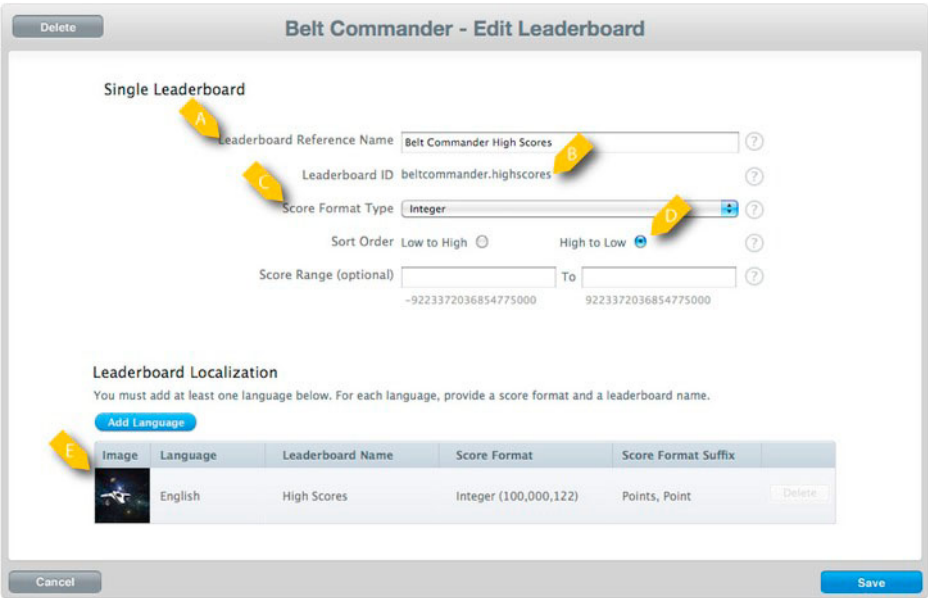 Delete
Belt Commander - Edit Leaderboard
Single Leaderboard
A
Leaderboard Reference Name Belt Commander High Scores ?
B
Leaderboard ID beltcommander.highscores ?
C
Score Format Type Integer ?
D
Sort Order Low to High High to Low ?
Score Range (optional) To ?
-9223372036854775000 9223372036854775000
Leaderboard Localization
You must add at least one language below. For each language, provide a score format and a leaderboard name.
Add Language
E
Image Language Leaderboard Name Score Format Score Format Suffix
English High Scores Integer (100,000,122) Points, Point Delete
Cancel Save